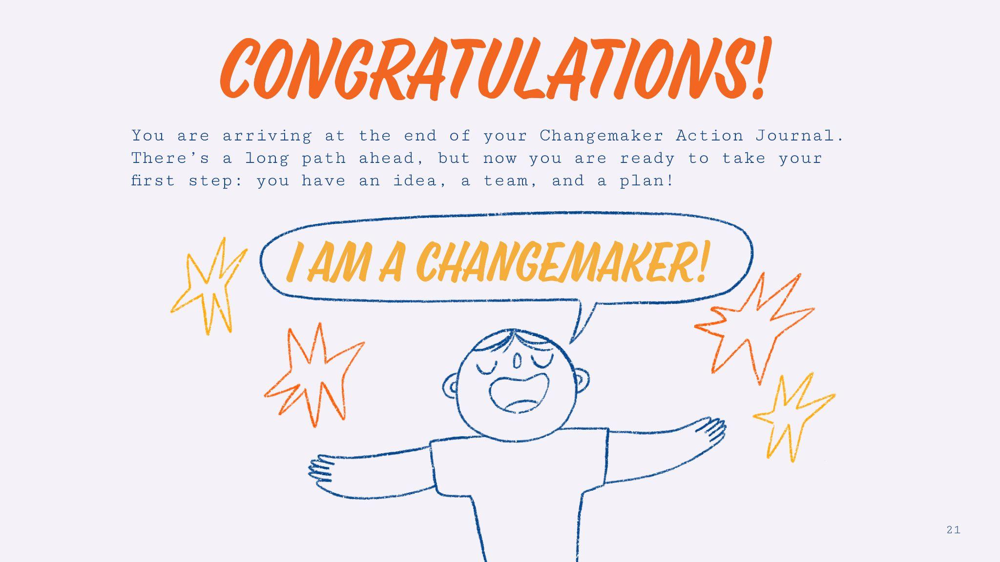 CONGRATULATIONS!
You are arriving at the end of your Changemaker Action Journal.
There’s a long path ahead, but now you are ready to take your
first step: you have an idea, a team, and a plan!
I AM A CHANGEMAKER!
21